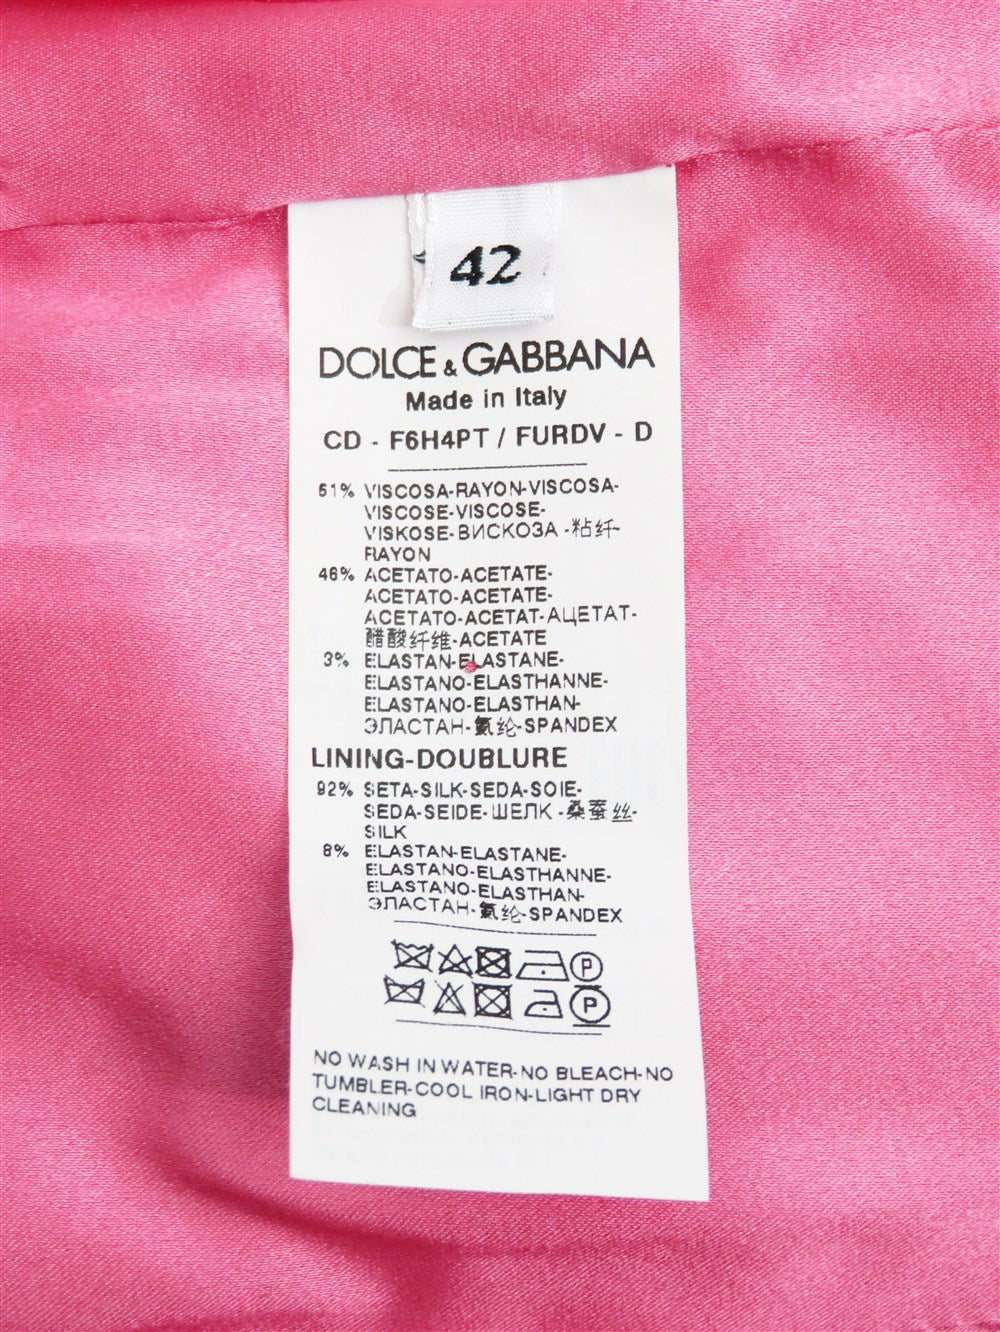 42
DOLCE & GABBANA
Made in Italy
CD - F6H4PT / FURDV - D
51% VISCOSA-RAYON-VISCOSA-
VISCOSE-VISCOSE-
VISKOSE-ВИСКОЗА -粘纤-
RAYON
46% ACETATO-ACETATE-
ACETATO-ACETATE-
ACETATO-ACETAT-АЦЕТАТ-
醋酸纤维-ACETATE
3% ELASTAN-ELASTANE-
ELASTANO-ELASTHANNE-
ELASTANO-ELASTHAN-
ЭЛАСТАН-氨纶-SPANDEX
LINING-DOUBLURE
92% SETA-SILK-SEDA-SOIE-
SEDA-SEIDE-ШЕЛК -桑蚕丝-
SILK
8% ELASTAN-ELASTANE-
ELASTANO-ELASTHANNE-
ELASTANO-ELASTHAN-
ЭЛАСТАН-氨纶-SPANDEX
P
P
NO WASH IN WATER-NO BLEACH-NO
TUMBLER-COOL IRON-LIGHT DRY
CLEANING